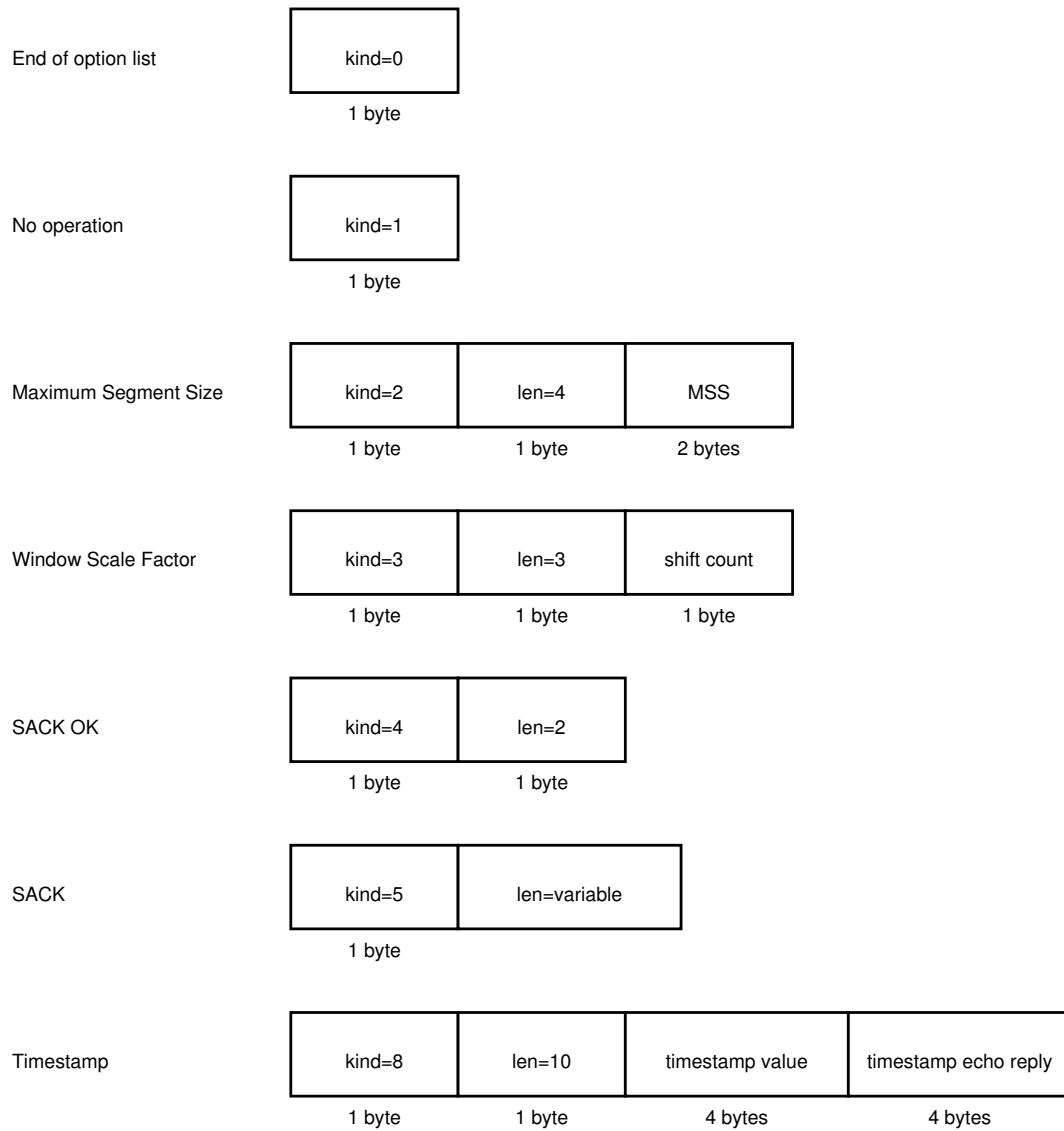 End of option list
kind=0
1 byte
No operation
kind=1
1 byte
Maximum Segment Size
kind=2 len=4 MSS
1 byte 1 byte 2 bytes
Window Scale Factor
kind=3 len=3 shift count
1 byte 1 byte 1 byte
SACK OK
kind=4 len=2
1 byte 1 byte
SACK
kind=5 len=variable
1 byte
Timestamp
kind=8 len=10 timestamp value timestamp echo reply
1 byte 1 byte 4 bytes 4 bytes